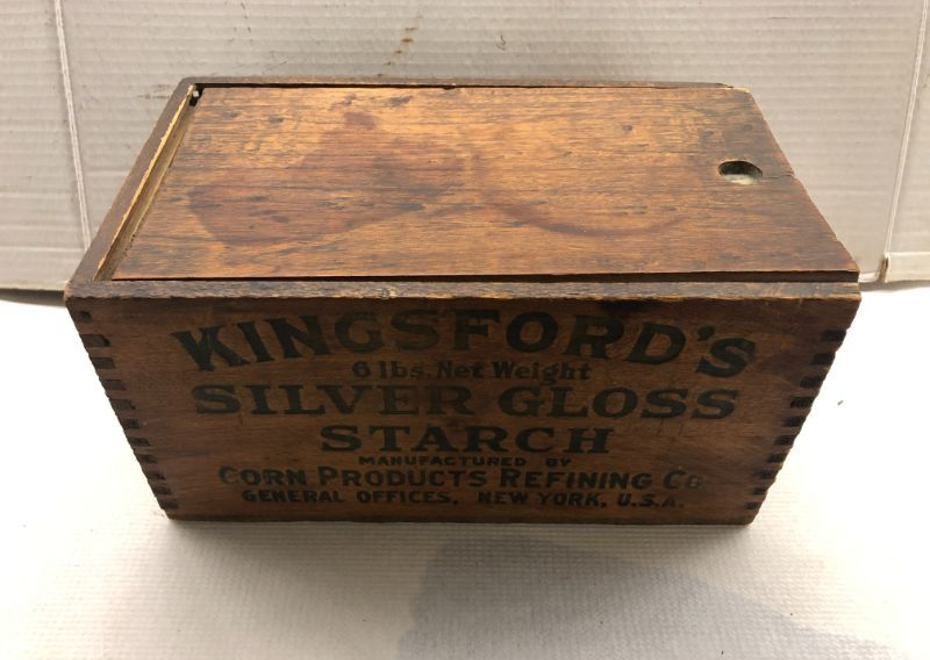 KINGSFORD'S
6 lbs. Net Weight
SILVER GLOSS
STARCH
MANUFACTURED BY
CORN PRODUCTS REFINING CO
GENERAL OFFICES, NEW YORK, U.S.A.